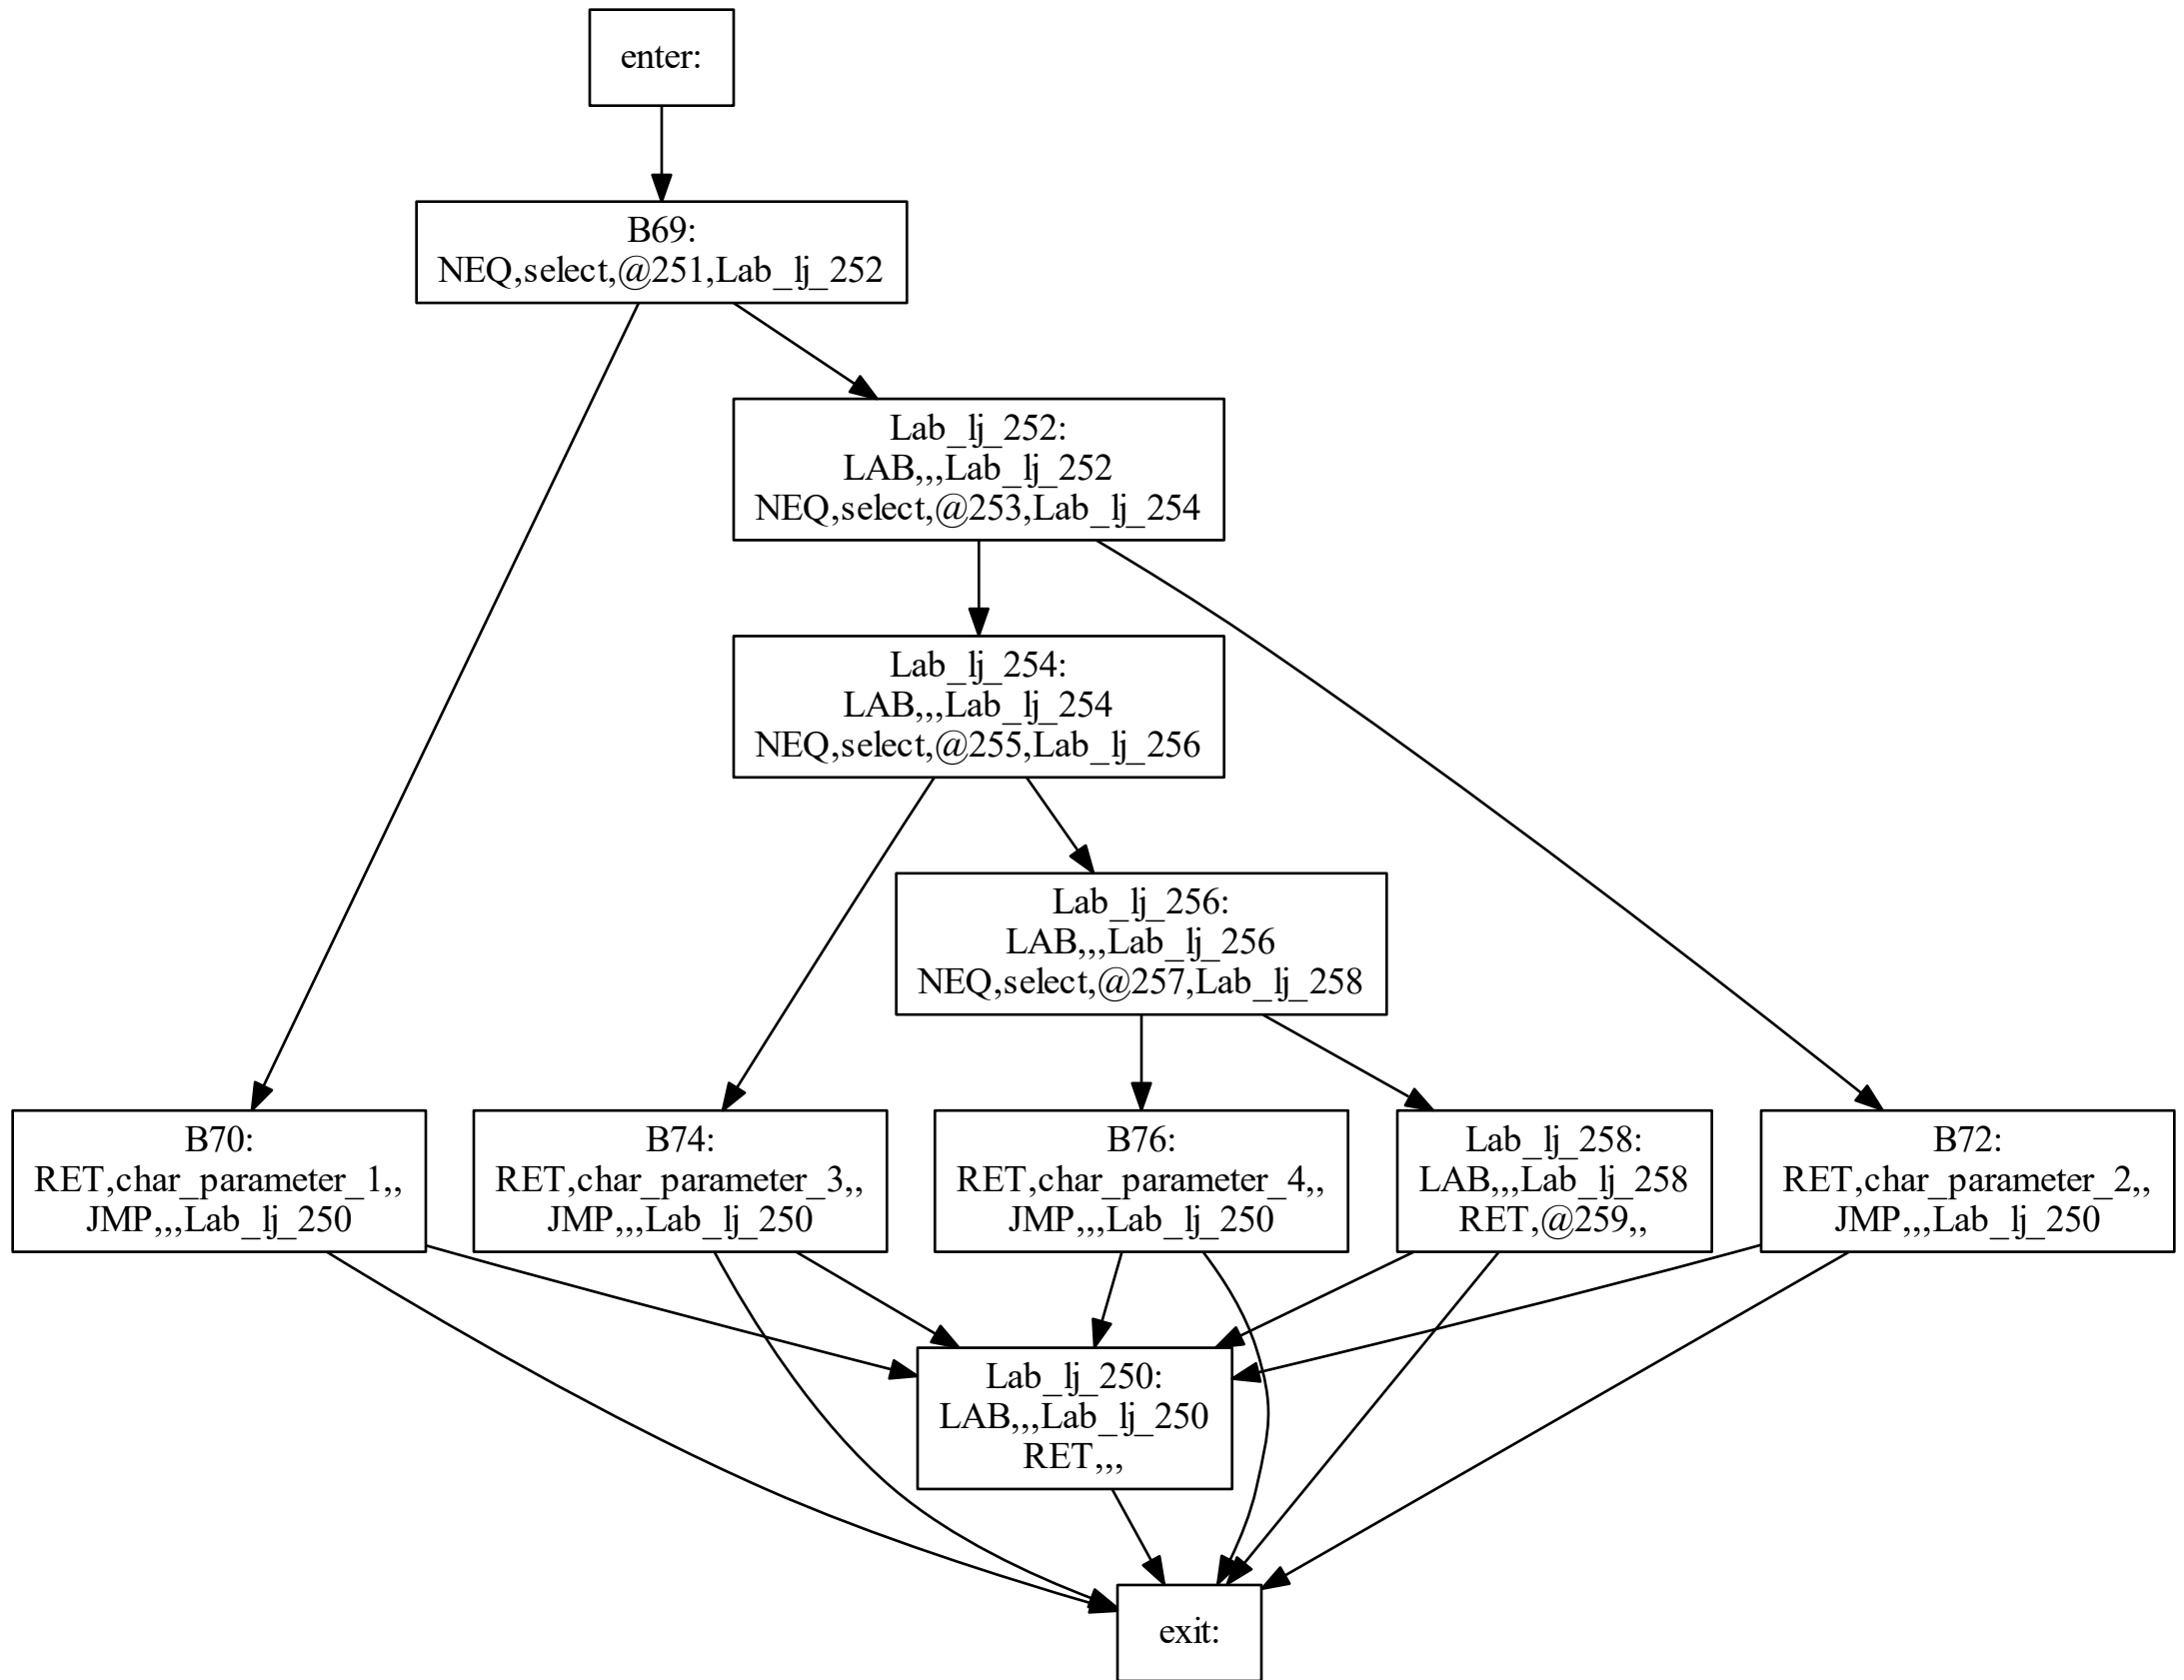 enter:
B69:
NEQ,select,@251,Lab_lj_252
Lab_lj_252:
LAB,,,Lab_lj_252
NEQ,select,@253,Lab_lj_254
Lab_lj_254:
LAB,,,Lab_lj_254
NEQ,select,@255,Lab_lj_256
Lab_lj_256:
LAB,,,Lab_lj_256
NEQ,select,@257,Lab_lj_258
B70:
RET,char_parameter_1,,
JMP,,,Lab_lj_250
B74:
RET,char_parameter_3,,
JMP,,,Lab_lj_250
B76:
RET,char_parameter_4,,
JMP,,,Lab_lj_250
Lab_lj_258:
LAB,,,Lab_lj_258
RET,@259,,
B72:
RET,char_parameter_2,,
JMP,,,Lab_lj_250
Lab_lj_250:
LAB,,,Lab_lj_250
RET,,,
exit: